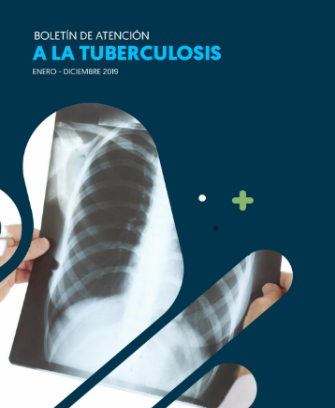 BOLETÍN DE ATENCIÓN
A LA TUBERCULOSIS
ENERO - DICIEMBRE 2019